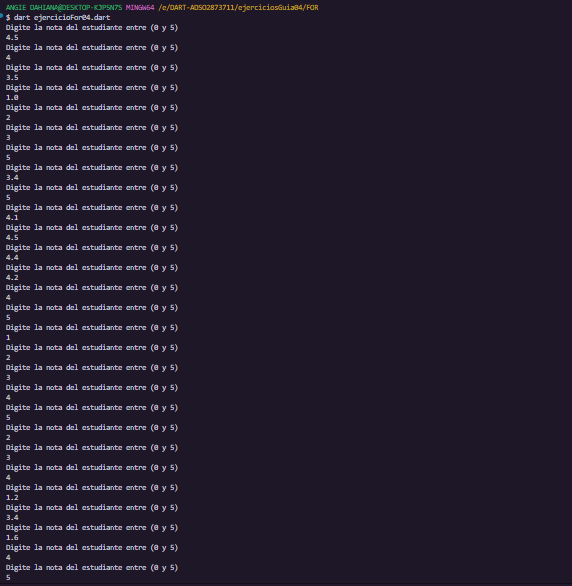 ANGIE DAHIANA@DESKTOP-KJP5N7S MINGW64 /e/DART-ADSO2873711/ejerciciosGuia04/FOR
$ dart ejercicioFor04.dart
Digite la nota del estudiante entre (0 y 5)
4.5
Digite la nota del estudiante entre (0 y 5)
4
Digite la nota del estudiante entre (0 y 5)
3.5
Digite la nota del estudiante entre (0 y 5)
1.0
Digite la nota del estudiante entre (0 y 5)
2
Digite la nota del estudiante entre (0 y 5)
3
Digite la nota del estudiante entre (0 y 5)
5
Digite la nota del estudiante entre (0 y 5)
3.4
Digite la nota del estudiante entre (0 y 5)
5
Digite la nota del estudiante entre (0 y 5)
4.1
Digite la nota del estudiante entre (0 y 5)
4.5
Digite la nota del estudiante entre (0 y 5)
4.4
Digite la nota del estudiante entre (0 y 5)
4.2
Digite la nota del estudiante entre (0 y 5)
4
Digite la nota del estudiante entre (0 y 5)
5
Digite la nota del estudiante entre (0 y 5)
1
Digite la nota del estudiante entre (0 y 5)
2
Digite la nota del estudiante entre (0 y 5)
3
Digite la nota del estudiante entre (0 y 5)
4
Digite la nota del estudiante entre (0 y 5)
5
Digite la nota del estudiante entre (0 y 5)
2
Digite la nota del estudiante entre (0 y 5)
3
Digite la nota del estudiante entre (0 y 5)
4
Digite la nota del estudiante entre (0 y 5)
1.2
Digite la nota del estudiante entre (0 y 5)
3.4
Digite la nota del estudiante entre (0 y 5)
1.6
Digite la nota del estudiante entre (0 y 5)
4
Digite la nota del estudiante entre (0 y 5)
5